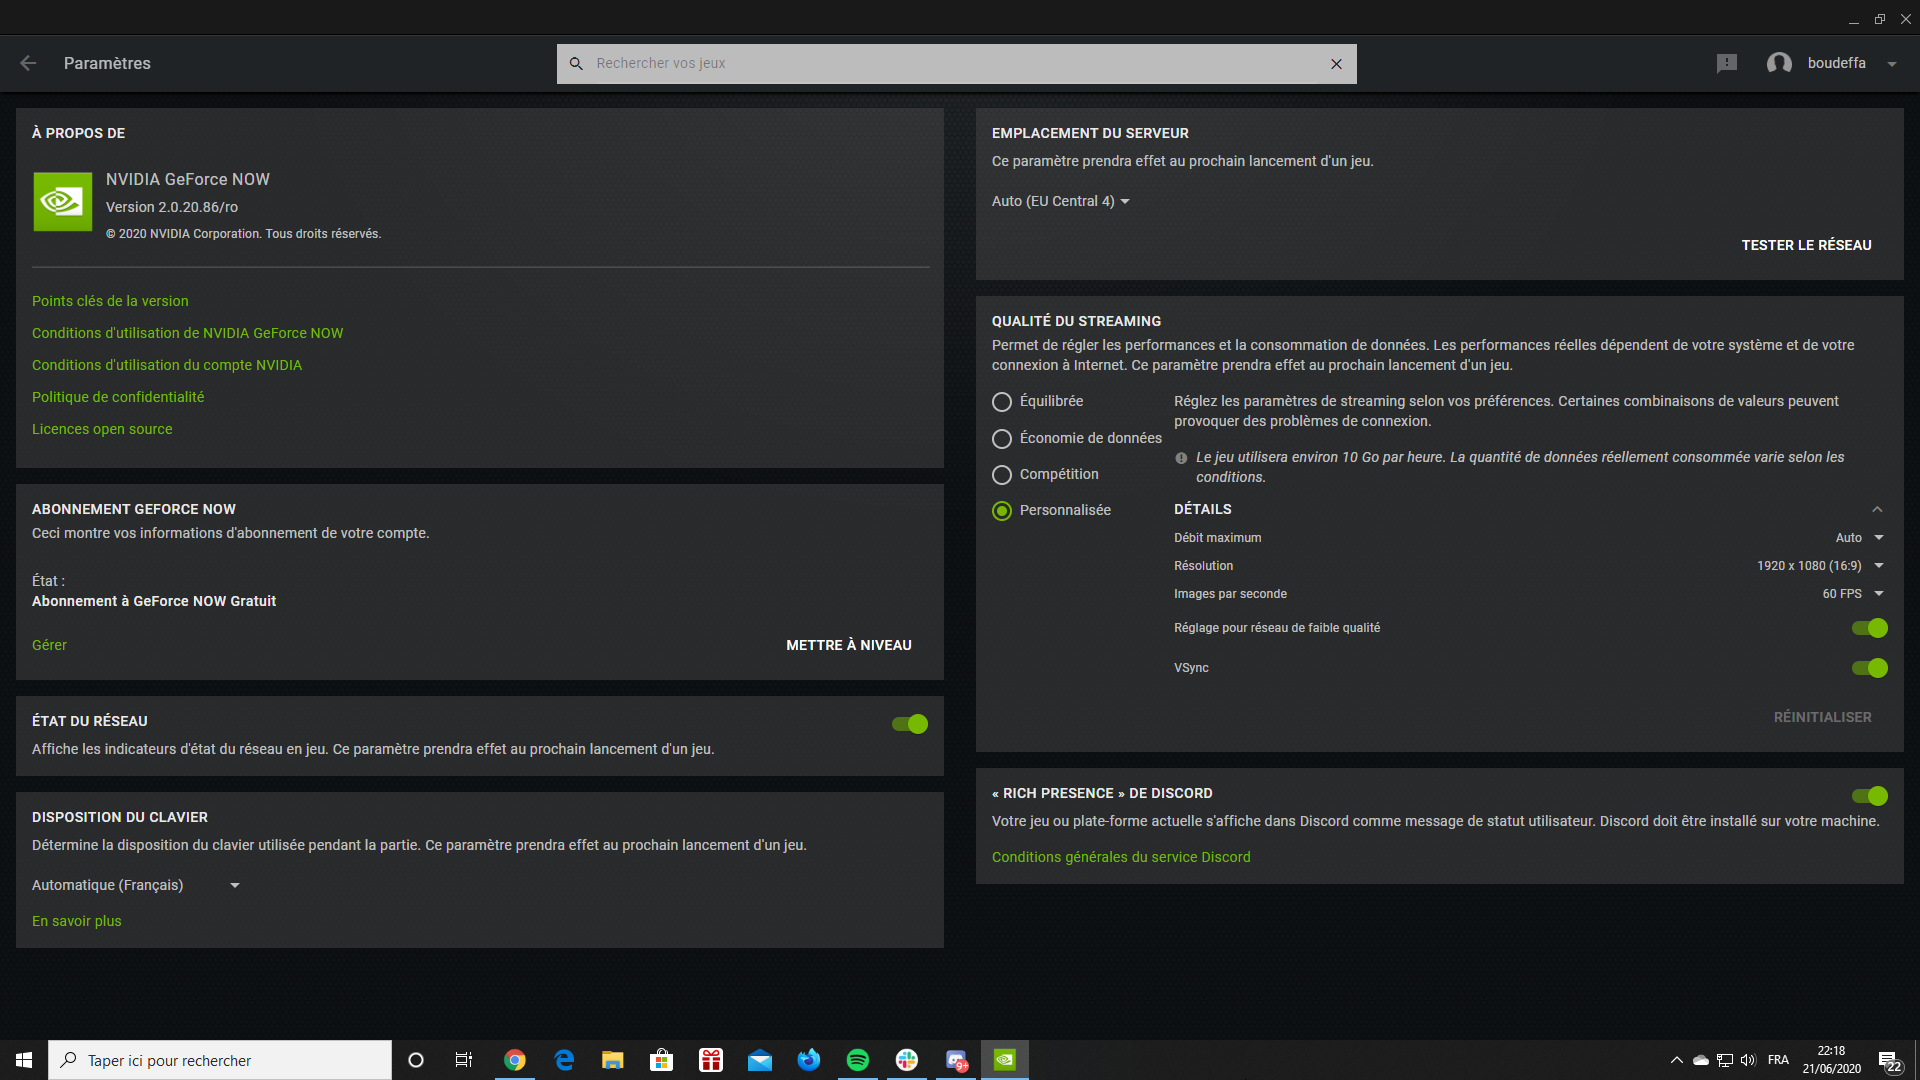 Paramètres
Rechercher vos jeux
boudeffa
À PROPOS DE
NVIDIA GeForce NOW
Version 2.0.20.86/ro
© 2020 NVIDIA Corporation. Tous droits réservés.
Points clés de la version
Conditions d'utilisation de NVIDIA GeForce NOW
Conditions d'utilisation du compte NVIDIA
Politique de confidentialité
Licences open source
ABONNEMENT GEFORCE NOW
Ceci montre vos informations d'abonnement de votre compte.
État :
Abonnement à GeForce NOW Gratuit
Gérer
METTRE À NIVEAU
ÉTAT DU RÉSEAU
Affiche les indicateurs d'état du réseau en jeu. Ce paramètre prendra effet au prochain lancement d'un jeu.
DISPOSITION DU CLAVIER
Détermine la disposition du clavier utilisée pendant la partie. Ce paramètre prendra effet au prochain lancement d'un jeu.
Automatique (Français)
En savoir plus
EMPLACEMENT DU SERVEUR
Ce paramètre prendra effet au prochain lancement d'un jeu.
Auto (EU Central 4)
TESTER LE RÉSEAU
QUALITÉ DU STREAMING
Permet de régler les performances et la consommation de données. Les performances réelles dépendent de votre système et de votre
connexion à Internet. Ce paramètre prendra effet au prochain lancement d'un jeu.
Équilibrée
Économie de données
Compétition
Personnalisée
Réglez les paramètres de streaming selon vos préférences. Certaines combinaisons de valeurs peuvent
provoquer des problèmes de connexion.
Le jeu utilisera environ 10 Go par heure. La quantité de données réellement consommée varie selon les
conditions.
DÉTAILS
Débit maximum Auto
Résolution 1920 x 1080 (16:9)
Images par seconde 60 FPS
Réglage pour réseau de faible qualité
VSync
RÉINITIALISER
« RICH PRESENCE » DE DISCORD
Votre jeu ou plate-forme actuelle s'affiche dans Discord comme message de statut utilisateur. Discord doit être installé sur votre machine.
Conditions générales du service Discord
Taper ici pour rechercher
9+
FRA
22:18
21/06/2020
22